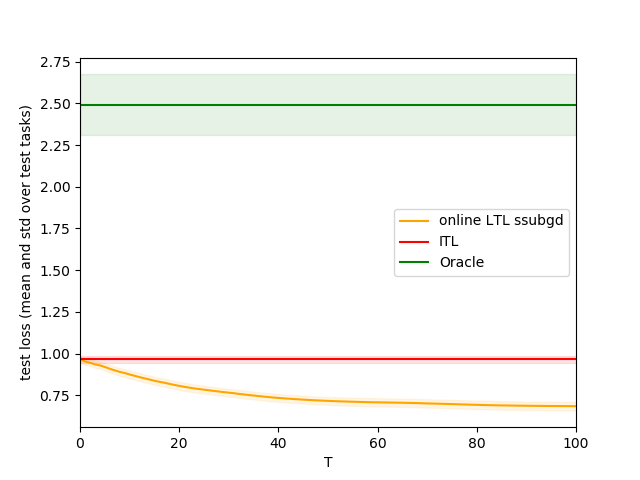 2.75
2.50
2.25
2.00
1.75
1.50
1.25
1.00
0.75
test loss (mean and std over test tasks)
online LTL ssubgd
ITL
Oracle
0 20 40 60 80 100
T